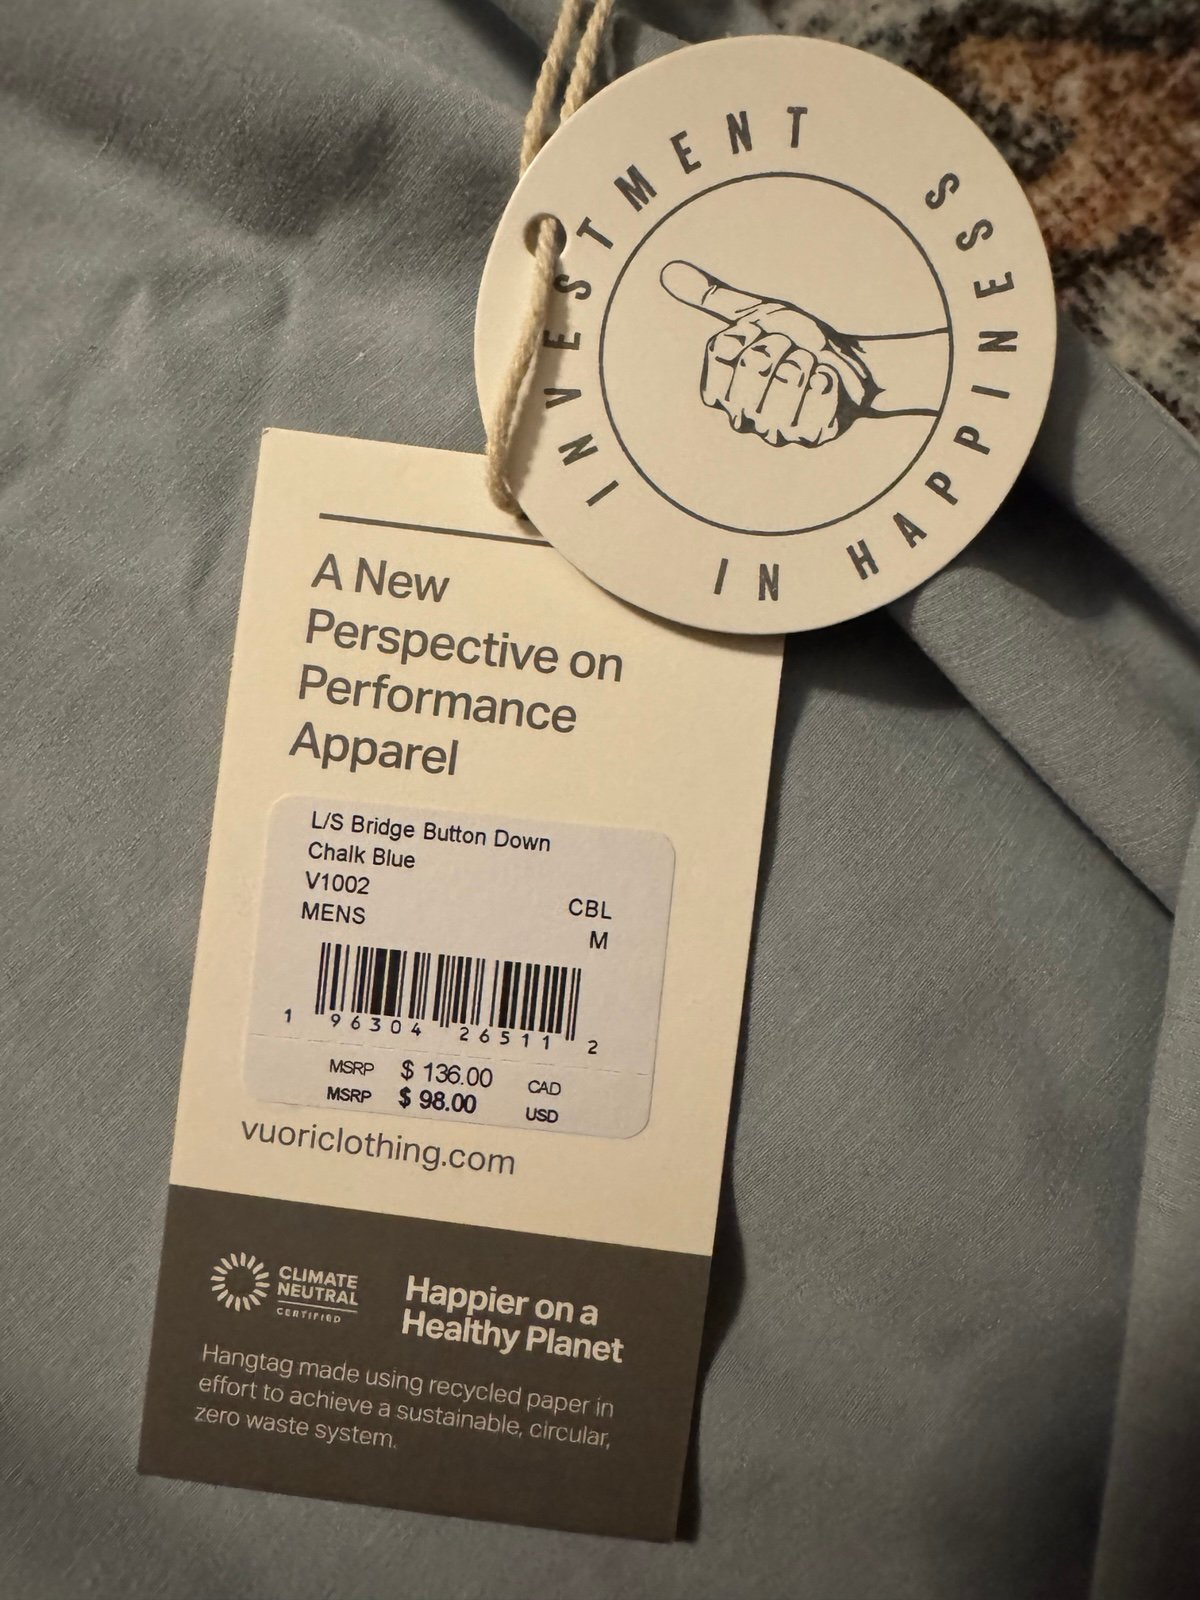 INVESTMENT IN HAPPINESS
A New
Perspective on
Performance
Apparel
L/S Bridge Button Down
Chalk Blue
V1002
MENS CBL
M
1 96304 26511 2
MSRP $ 136.00 CAD
MSRP $ 98.00 USD
vuoriclothing.com
CLIMATE
NEUTRAL
CERTIFIED
Happier on a
Healthy Planet
Hangtag made using recycled paper in
effort to achieve a sustainable, circular,
zero waste system.